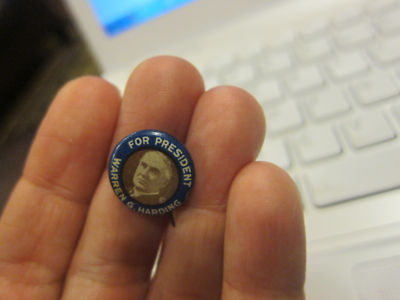 FOR PRESIDENT
WARREN G. HARDING